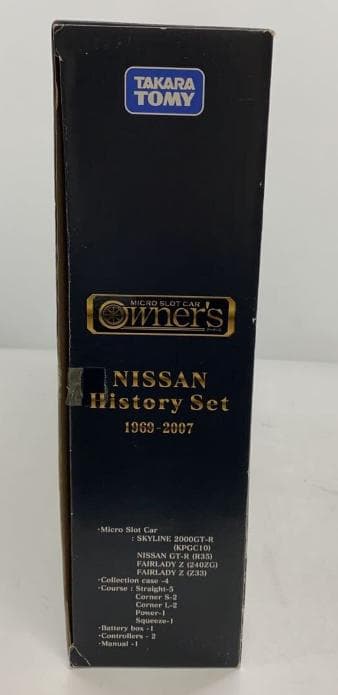 TAKARA
TOMY
MICRO SLOT CAR
Owner's
NISSAN
History Set
1969-2007
·Micro Slot Car
: SKYLINE 2000GT-R
(KPGC10)
NISSAN GT-R (R35)
FAIRLADY Z (240ZG)
FAIRLADY Z (Z33)
·Collection case -4
·Course : Straight-5
Corner S-2
Corner L-2
Power-1
Squeeze-1
·Battery box -1
·Controllers - 2
·Manual -1